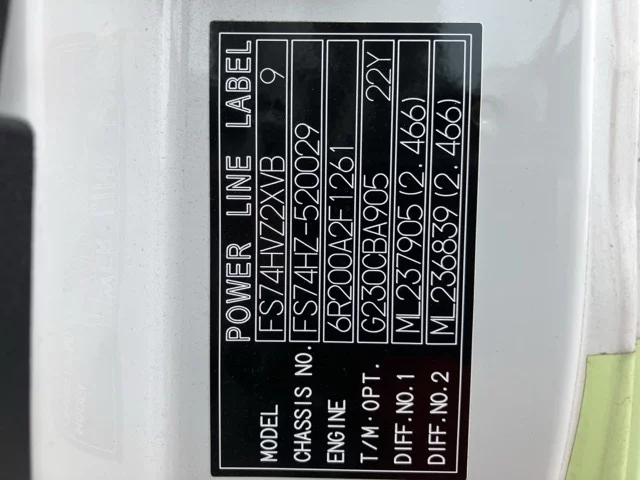 POWER LINE LABEL
MODEL FS74HVZ2XVB 9
CHASSIS NO. FS74HZ-520029
ENGINE 6R200A2F1261
T/M·OPT. G230CBA905 22Y
DIFF.NO.1 ML237905(2.466)
DIFF.NO.2 ML236839(2.466)